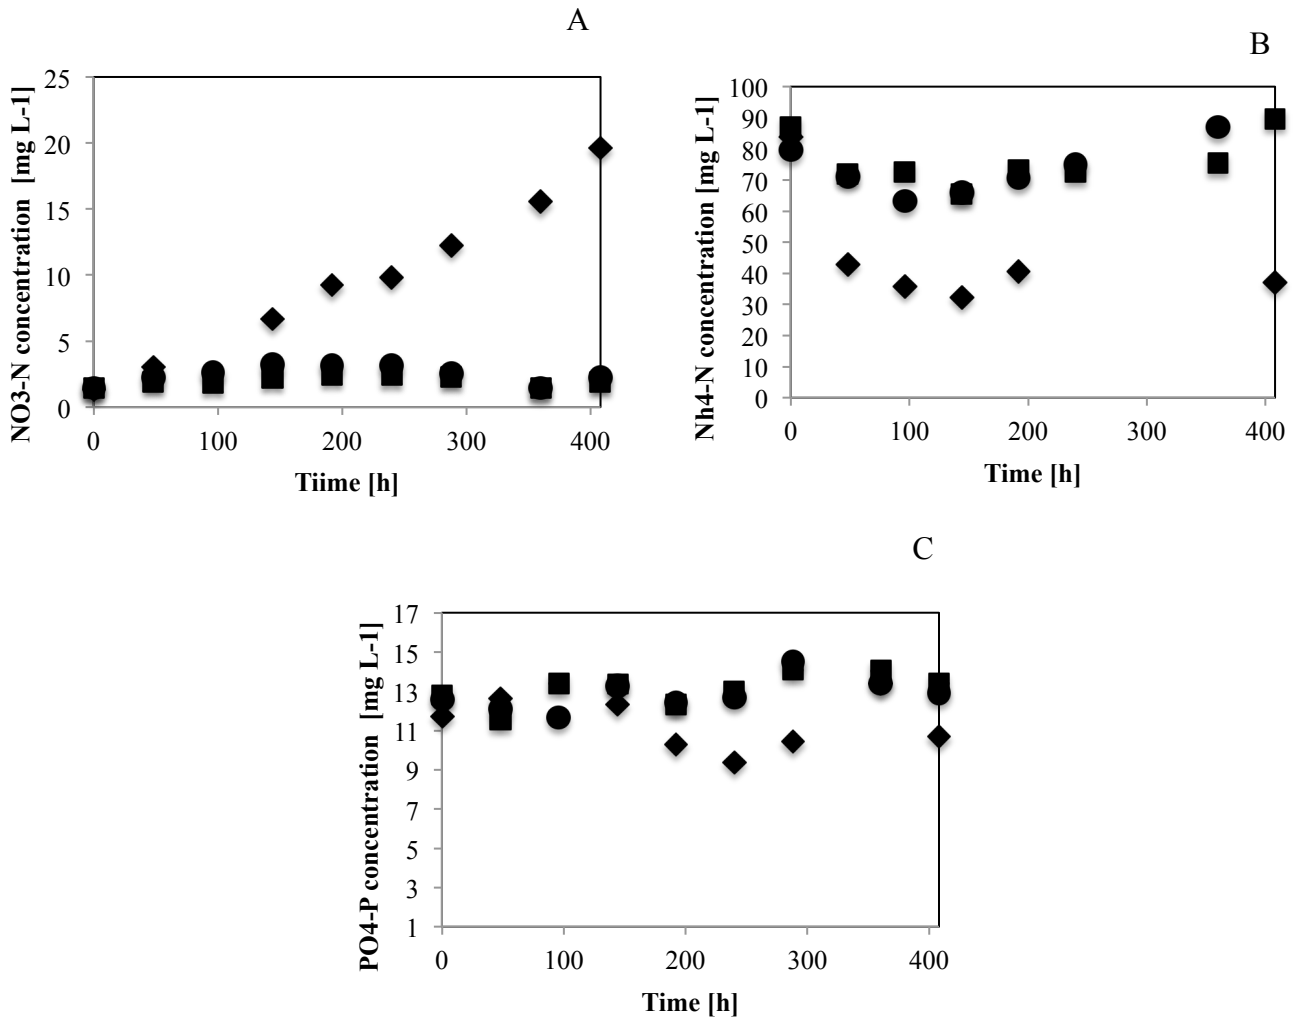 A
NO3-N concentration [mg L-1]
25
20
15
10
5
0
0 100 200 300 400
Tiime [h]
B
Nh4-N concentration [mg L-1]
100
90
80
70
60
50
40
30
20
10
0
0 100 200 300 400
Time [h]
C
PO4-P concentration [mg L-1]
17
15
13
11
9
7
5
3
1
0 100 200 300 400
Time [h]